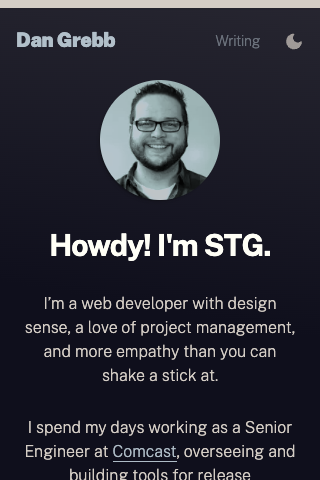 Dan Grebb
Writing
Howdy! I'm STG.
I’m a web developer with design
sense, a love of project management,
and more empathy than you can
shake a stick at.
I spend my days working as a Senior
Engineer at Comcast, overseeing and
building tools for release